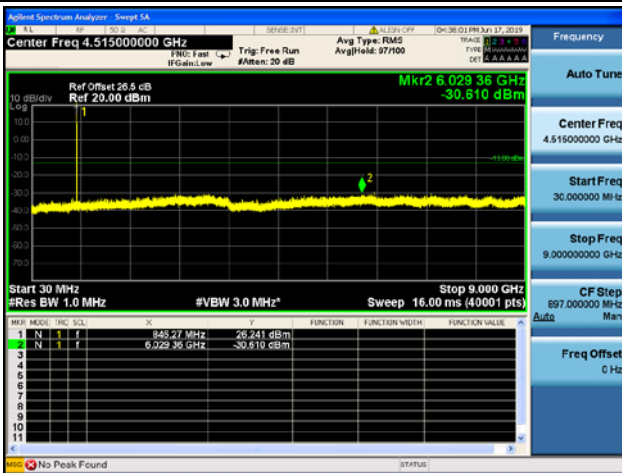 Agilent Spectrum Analyzer - Swept SA
RL RF 50 Ω AC SENSE:INT ALIGN OFF 04:38:01 PM Jun 17, 2019
Center Freq 4.515000000 GHz
PNO: Fast
IFGain:Low
Trig: Free Run
#Atten: 20 dB
Avg Type: RMS
Avg|Hold: 97/100
TRACE 1 2 3 4 5 6
TYPE
DET A A A A A A
Ref Offset 26.5 dB
10 dB/div Ref 20.00 dBm
Log
Mkr2 6.029 36 GHz
-30.610 dBm
1
10.0
0.00
-10.0
-13.00 dBm
2
-20.0
-30.0
-40.0
-50.0
-60.0
-70.0
Start 30 MHz Stop 9.000 GHz
#Res BW 1.0 MHz #VBW 3.0 MHz* Sweep 16.00 ms (40001 pts)
MKR MODE TRC SCL X Y FUNCTION FUNCTION WIDTH FUNCTION VALUE
1 N 1 f 846.27 MHz 26.241 dBm
2 N 1 f 6.029 36 GHz -30.610 dBm
3
4
5
6
7
8
9
10
11
MSG No Peak Found STATUS
Frequency
Auto Tune
Center Freq
4.515000000 GHz
Start Freq
30.000000 MHz
Stop Freq
9.000000000 GHz
CF Step
897.000000 MHz
Auto Man
Freq Offset
0 Hz